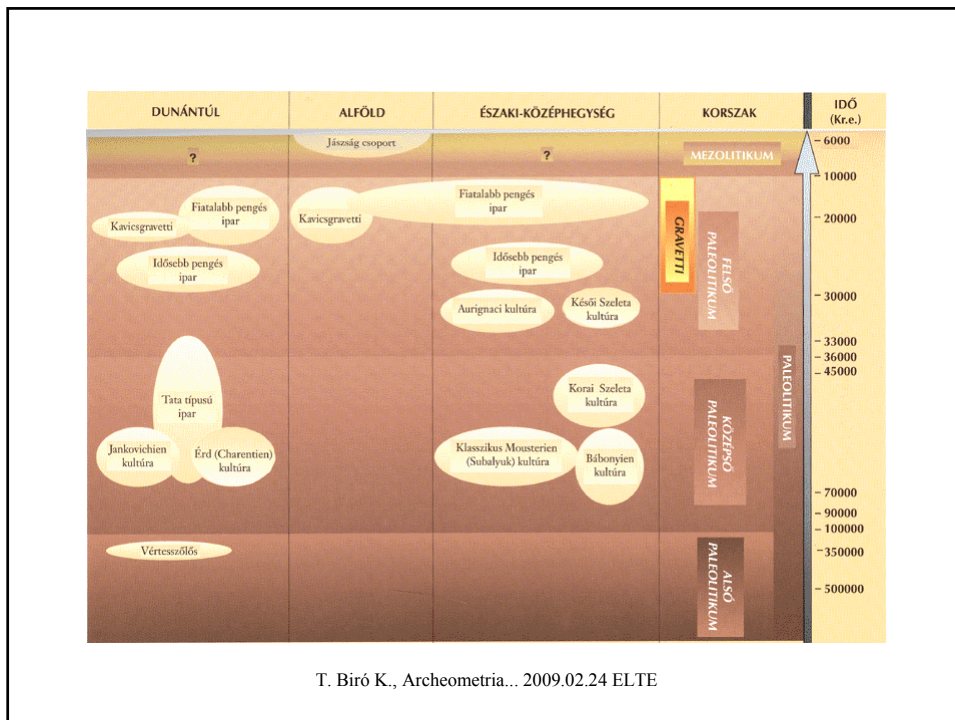 DUNÁNTÚL
ALFÖLD
ÉSZAKI-KÖZÉPHEGYSÉG
KORSZAK
IDŐ
(Kr.e.)
?
Jászság csoport
?
MEZOLITIKUM
6000
10000
Kavicsgravetti
Fiatalabb pengés
ipar
Kavicsgravetti
Fiatalabb pengés
ipar
GRAVETTI
FELSŐ
PALEOLITIKUM
20000
Idősebb pengés
ipar
Idősebb pengés
ipar
Aurignaci kultúra
Késői Szeleta
kultúra
30000
33000
36000
45000
PALEOLITIKUM
Tata típusú
ipar
Korai Szeleta
kultúra
KÖZÉPSŐ
PALEOLITIKUM
Jankovichien
kultúra
Érd (Charentien)
kultúra
Klasszikus Mousterien
(Subalyuk) kultúra
Bábonyien
kultúra
70000
90000
100000
Vértesszőlős
ALSÓ
PALEOLITIKUM
350000
500000
T. Biró K., Archeometria... 2009.02.24 ELTE